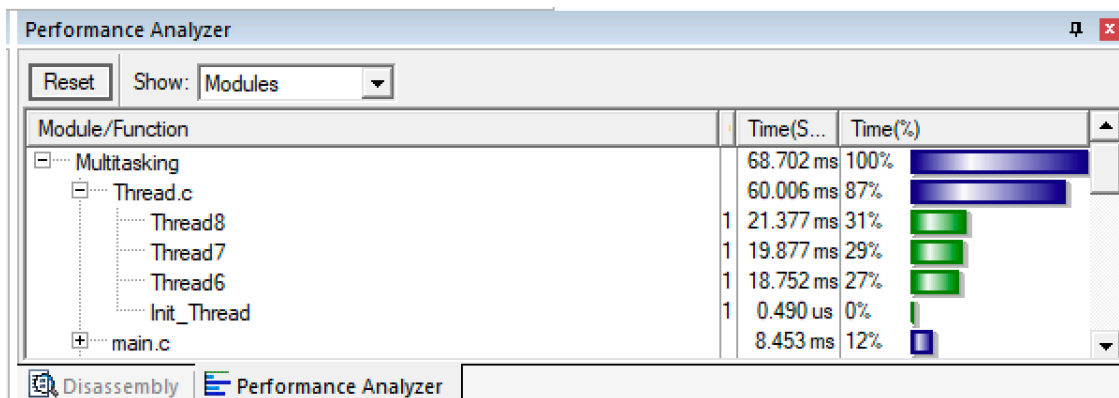 Performance Analyzer
Reset Show: Modules
Module/Function Time(S... Time(%)
Multitasking 68.702 ms 100%
Thread.c 60.006 ms 87%
Thread8 1 21.377 ms 31%
Thread7 1 19.877 ms 29%
Thread6 1 18.752 ms 27%
Init_Thread 1 0.490 us 0%
main.c 8.453 ms 12%
Disassembly Performance Analyzer